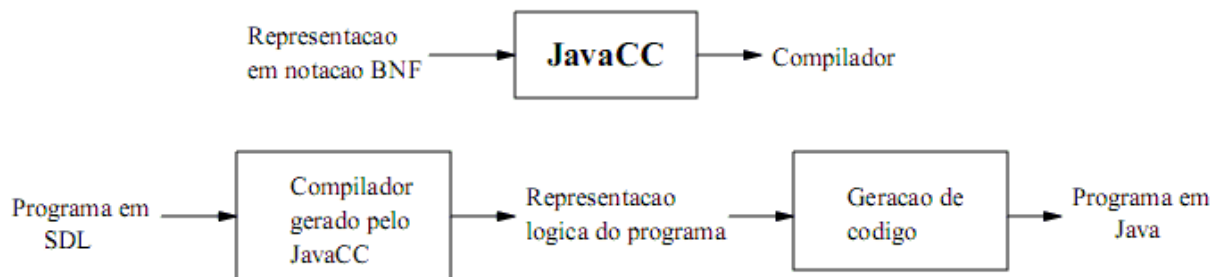 Representacao
em notacao BNF
JavaCC
Compilador
Programa em
SDL
Compilador
gerado pelo
JavaCC
Representacao
logica do programa
Geracao de
codigo
Programa em
Java